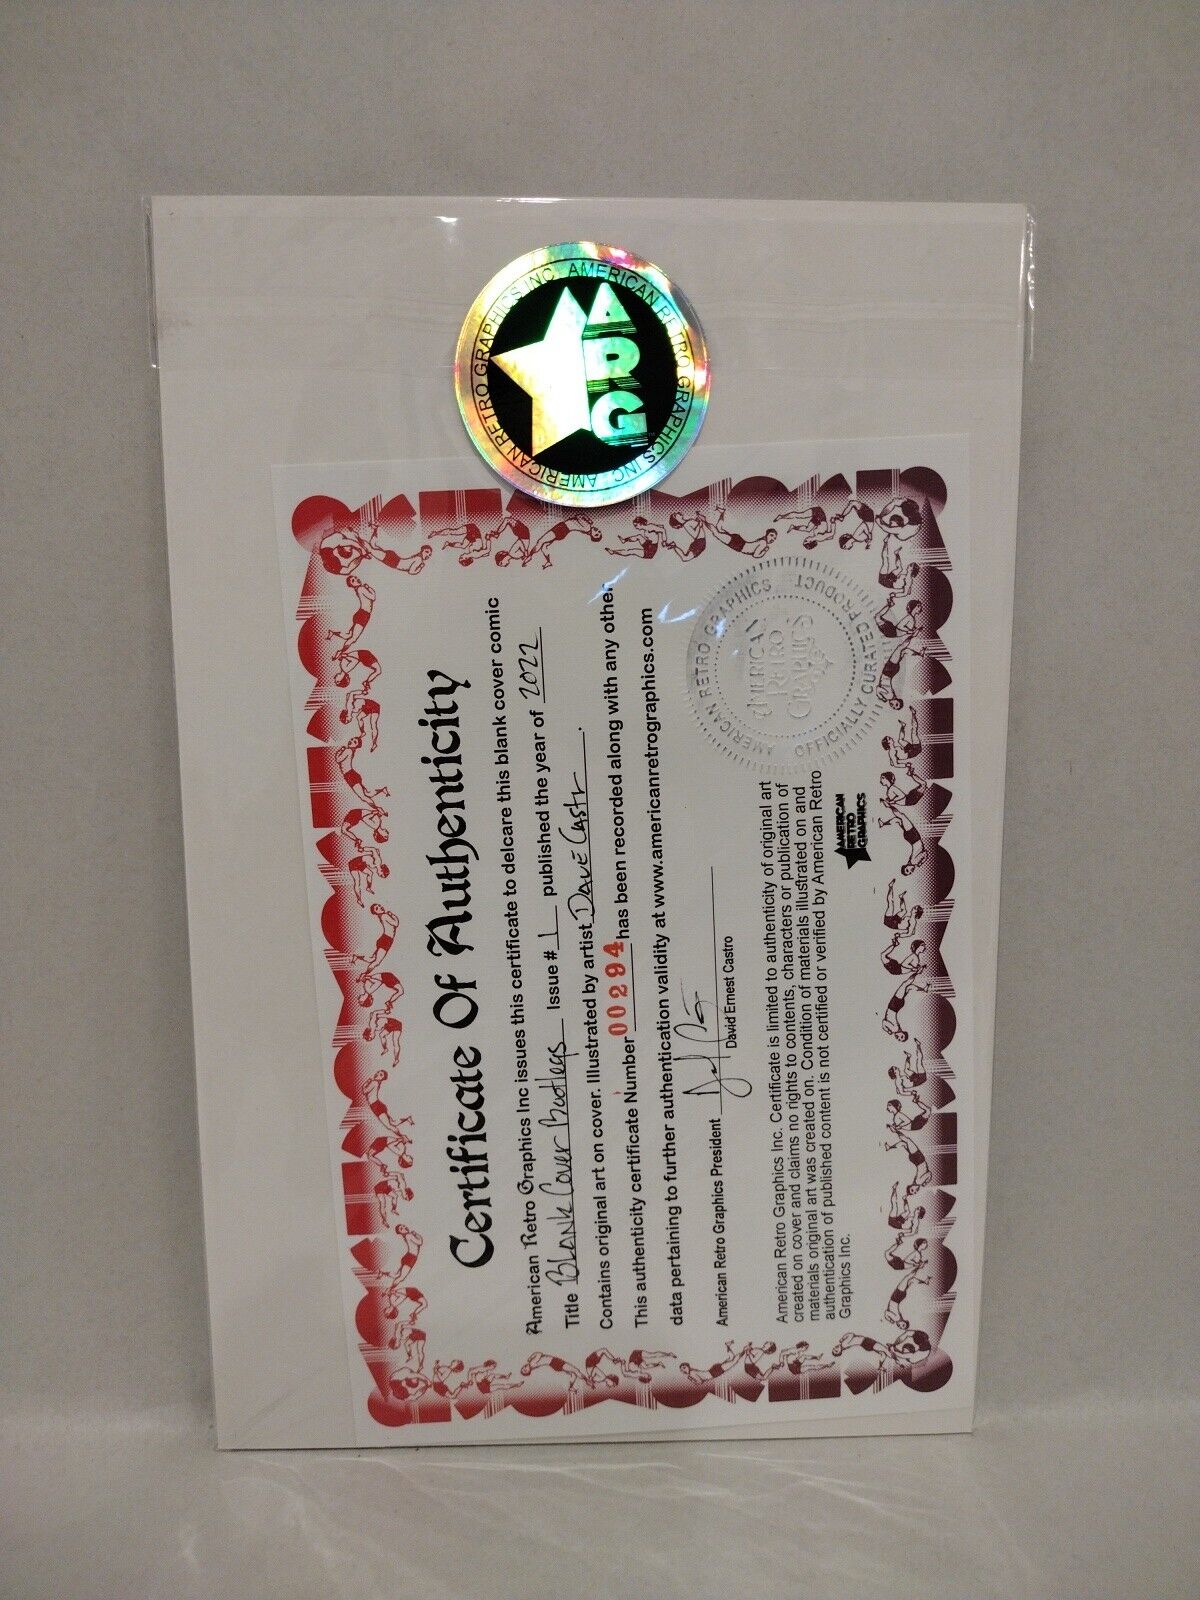 AMERICAN RETRO GRAPHICS INC. AMERICAN RETRO GRAPHICS INC.
ARG
Certificate Of Authenticity
American Retro Graphics Inc issues this certificate to delcare this blank cover comic
Title Blank Cover Bootlegs Issue # 1 published the year of 2022
Contains original art on cover. Illustrated by artist Dave Castr.
This authenticity certificate Number 00294 has been recorded along with any other
data pertaining to further authentication validity at www.americanretrographics.com
American Retro Graphics President
David Ernest Castro
AMERICAN RETRO GRAPHICS
OFFICIALLY CURATED PRODUCT
AMERICAN
RETRO
GRAPHICS
American Retro Graphics Inc. Certificate is limited to authenticity of original art
created on cover and claims no rights to contents, characters or publication of
materials original art was created on. Condition of materials illustrated on and
authentication of published content is not certified or verified by American Retro
Graphics Inc.
AMERICAN
RETRO
GRAPHICS